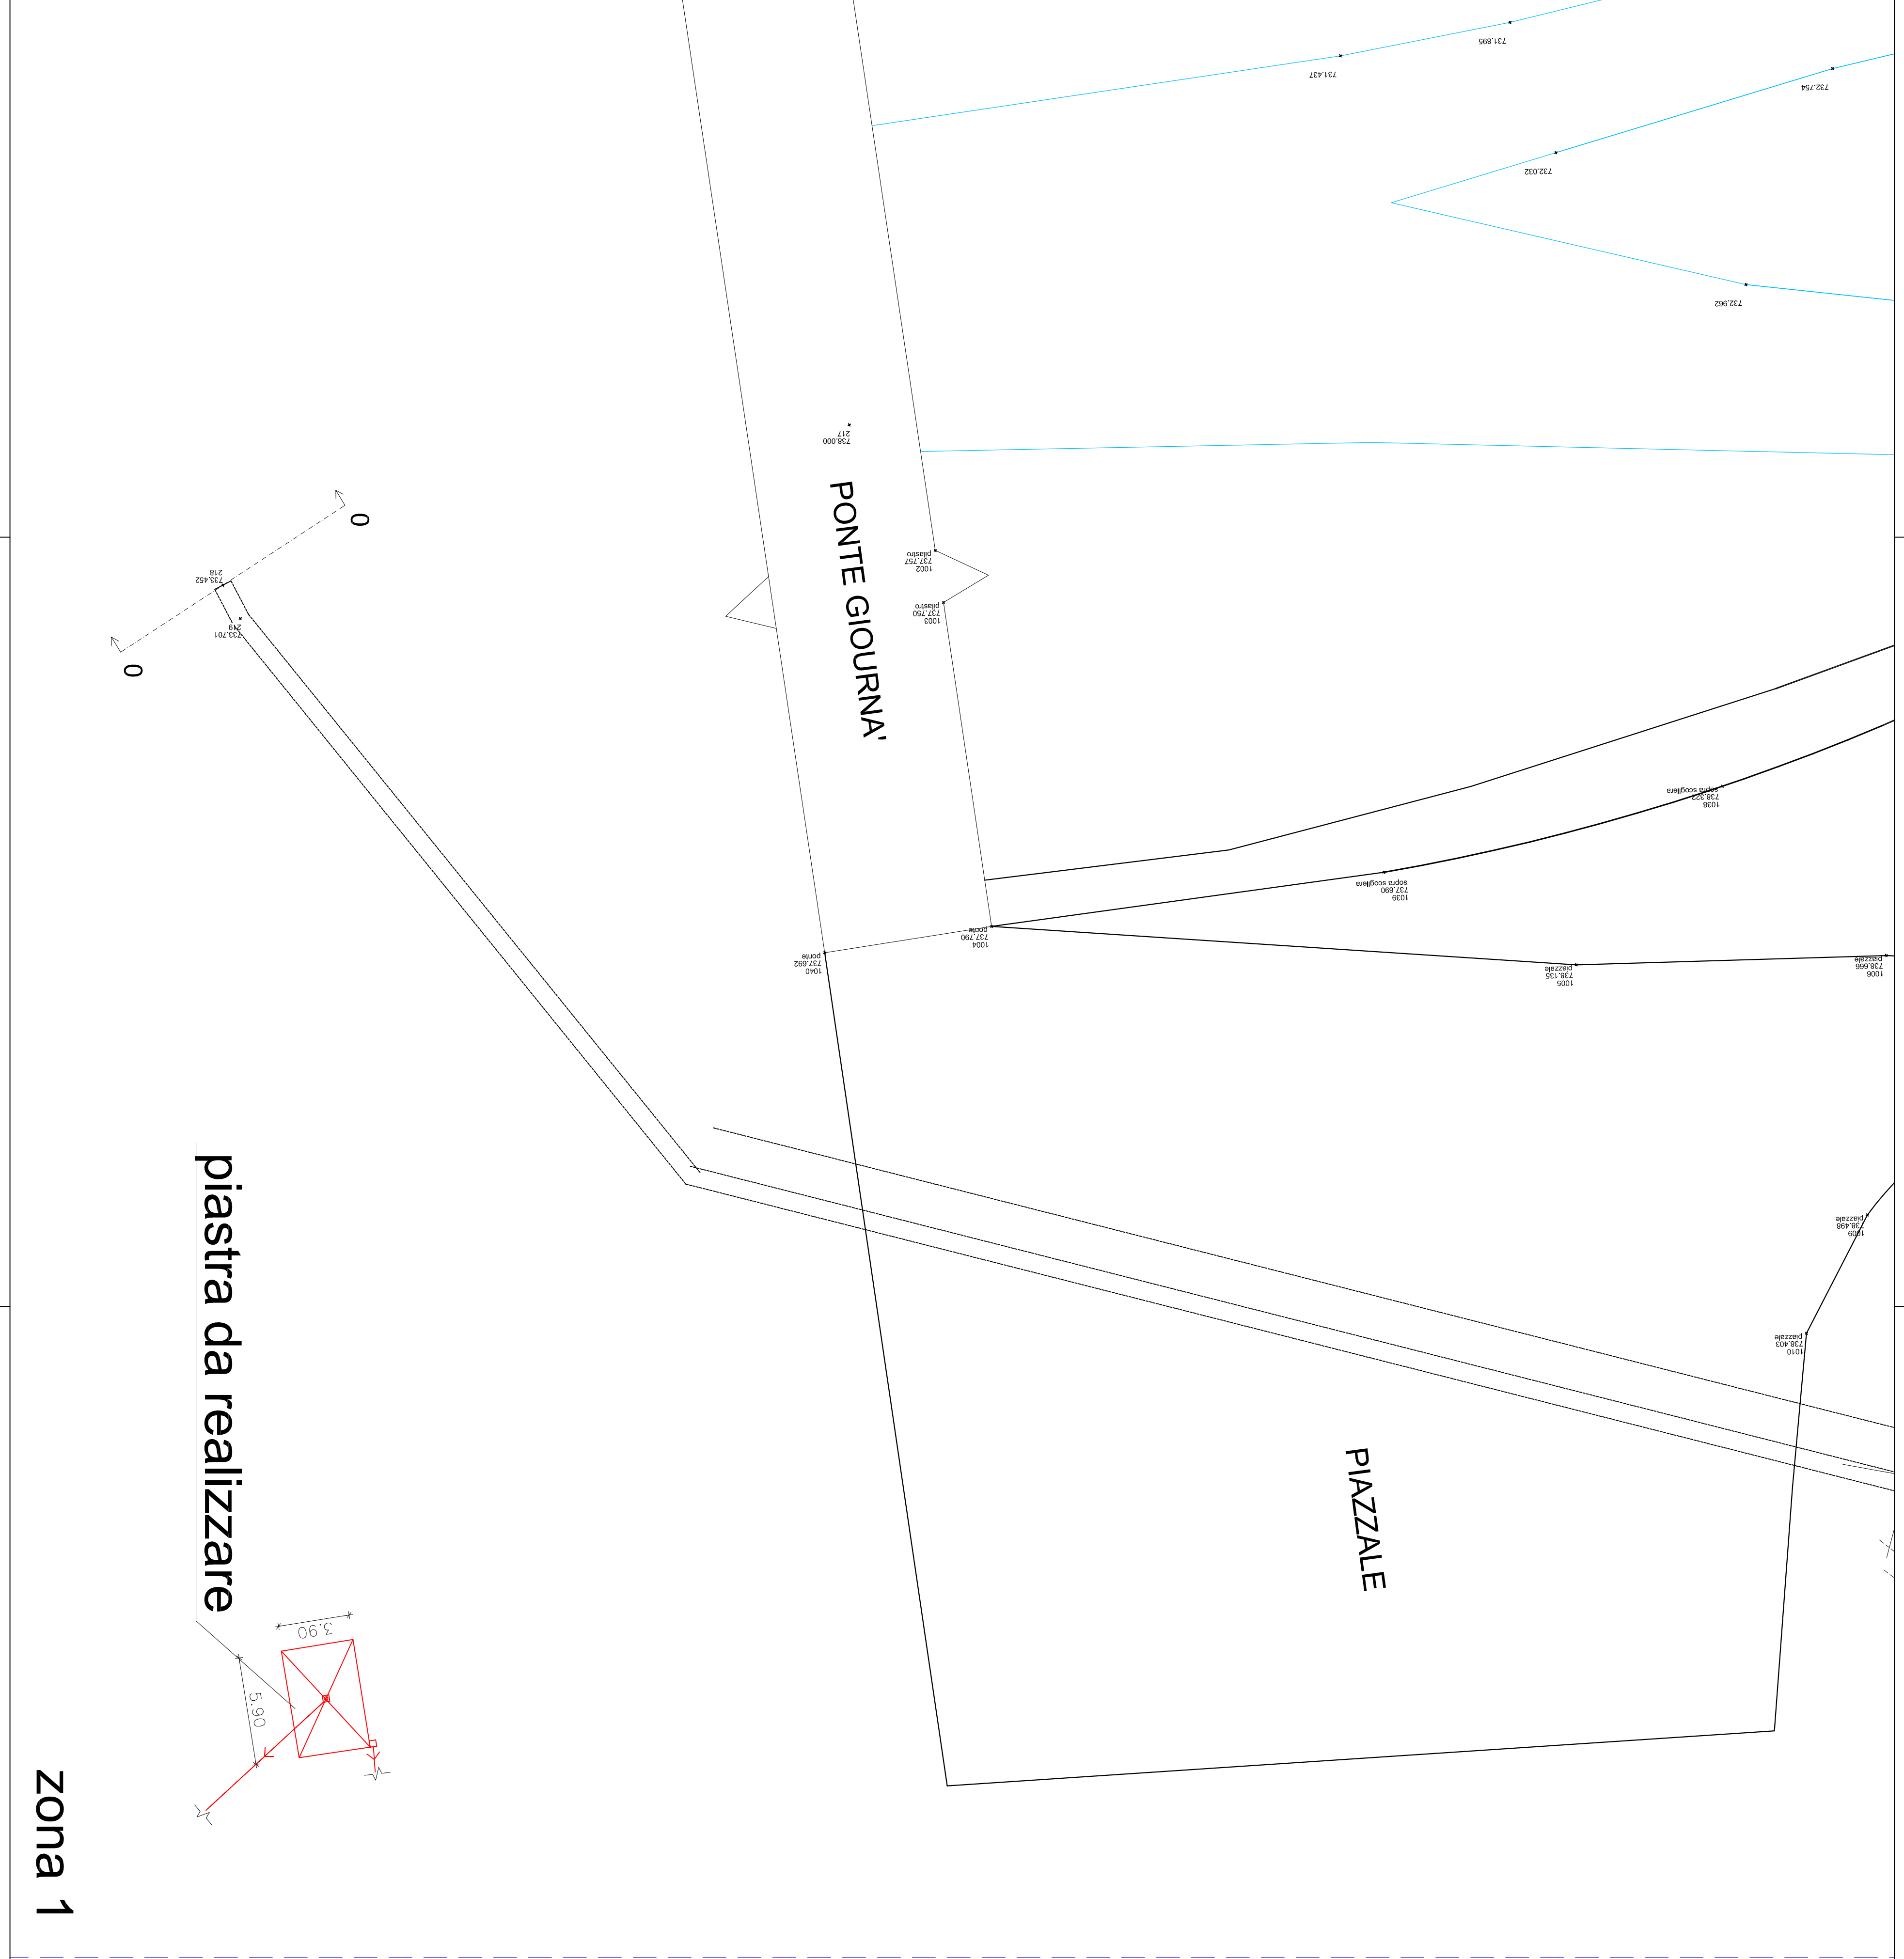 731.895
731.437
732.754
732.032
732.962
217
738.000
PONTE GIOURNA'
0
0
218
733.452
219
733.701
1002
737.757
pilastro
1003
737.750
pilastro
1038
738.322
sopra scogliera
1039
737.690
sopra scogliera
1004
737.790
ponte
1040
737.692
ponte
1005
738.135
piazzale
1006
738.666
piazzale
1009
738.498
piazzale
1010
738.403
piazzale
PIAZZALE
piastra da realizzare
3.90
5.90
zona 1